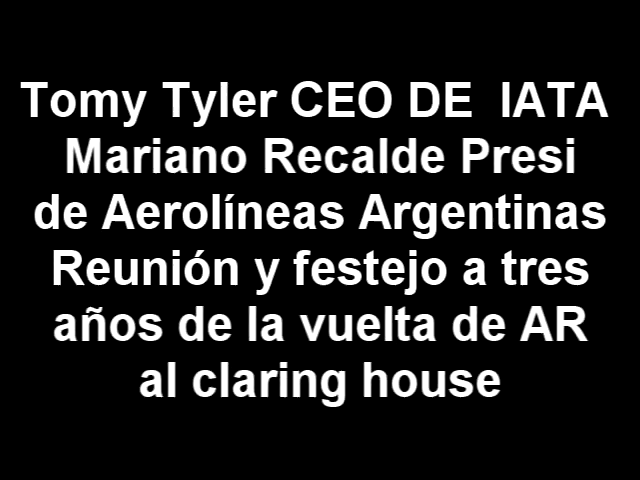 Tomy Tyler CEO DE  IATA
Mariano Recalde Presi
de Aerolíneas Argentinas
Reunión y festejo a tres
años de la vuelta de AR
al claring house